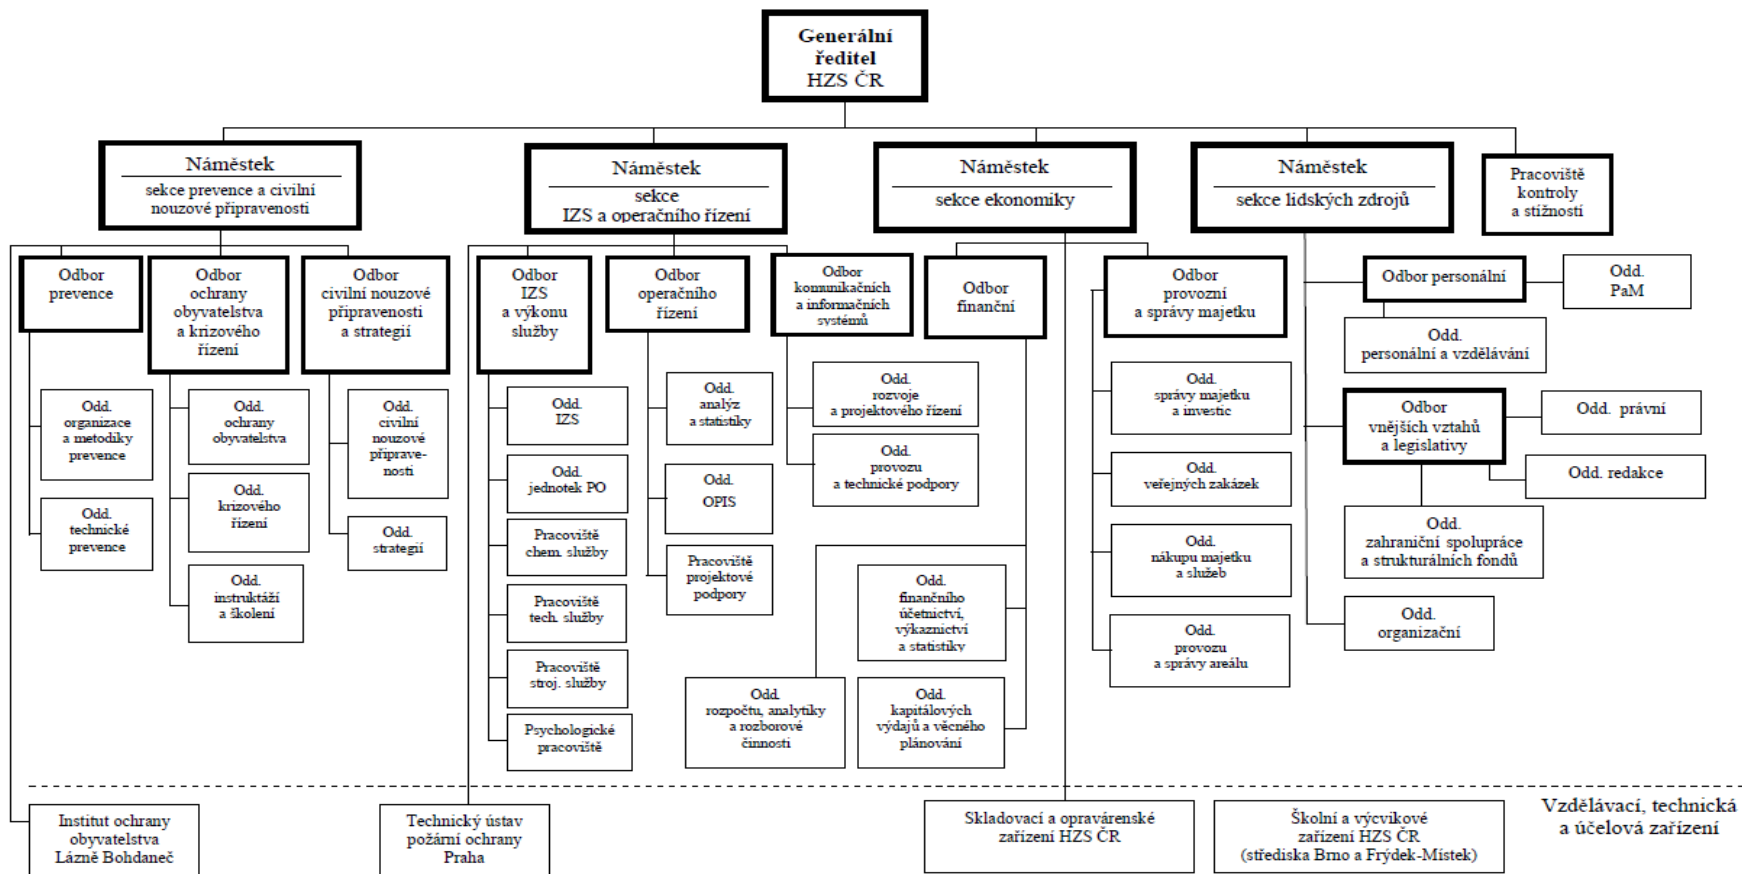 Generální
ředitel
HZS ČR
Náměstek
sekce prevence a civilní
nouzové připravenosti
Náměstek
sekce
IZS a operačního řízení
Náměstek
sekce ekonomiky
Náměstek
sekce lidských zdrojů
Pracoviště
kontroly
a stížností
Odbor
prevence
Odbor
ochrany
obyvatelstva
a krizového
řízení
Odbor
civilní nouzové
připravenosti
a strategií
Odbor
IZS
a výkonu
služby
Odbor
operačního
řízení
Odbor
komunikačních
a informačních
systémů
Odbor
finanční
Odbor
provozní
a správy majetku
Odbor personální
Odd.
PaM
Odd.
personální a vzdělávání
Odd.
organizace
a metodiky
prevence
Odd.
technické
prevence
Odd.
ochrany
obyvatelstva
Odd.
krizového
řízení
Odd.
instruktáží
a školení
Odd.
civilní
nouzové
připrave-
nosti
Odd.
strategií
Odd.
IZS
Odd.
jednotek PO
Pracoviště
chem. služby
Pracoviště
tech. služby
Pracoviště
stroj. služby
Psychologické
pracoviště
Odd.
analýz
a statistiky
Odd.
OPIS
Pracoviště
projektové
podpory
Odd.
rozvoje
a projektového řízení
Odd.
provozu
a technické podpory
Odd.
finančního
účetnictví,
výkaznictví
a statistiky
Odd.
rozpočtu, analytiky
a rozborové
činnosti
Odd.
kapitálových
výdajů a věcného
plánování
Odd.
správy majetku
a investic
Odd.
veřejných zakázek
Odd.
nákupu majetku
a služeb
Odd.
provozu
a správy areálu
Odbor
vnějších vztahů
a legislativy
Odd. právní
Odd. redakce
Odd.
zahraniční spolupráce
a strukturálních fondů
Odd.
organizační
Institut ochrany
obyvatelstva
Lázně Bohdaneč
Technický ústav
požární ochrany
Praha
Skladovací a opravárenské
zařízení HZS ČR
Školní a výcvikové
zařízení HZS ČR
(střediska Brno a Frýdek-Místek)
Vzdělávací, technická
a účelová zařízení